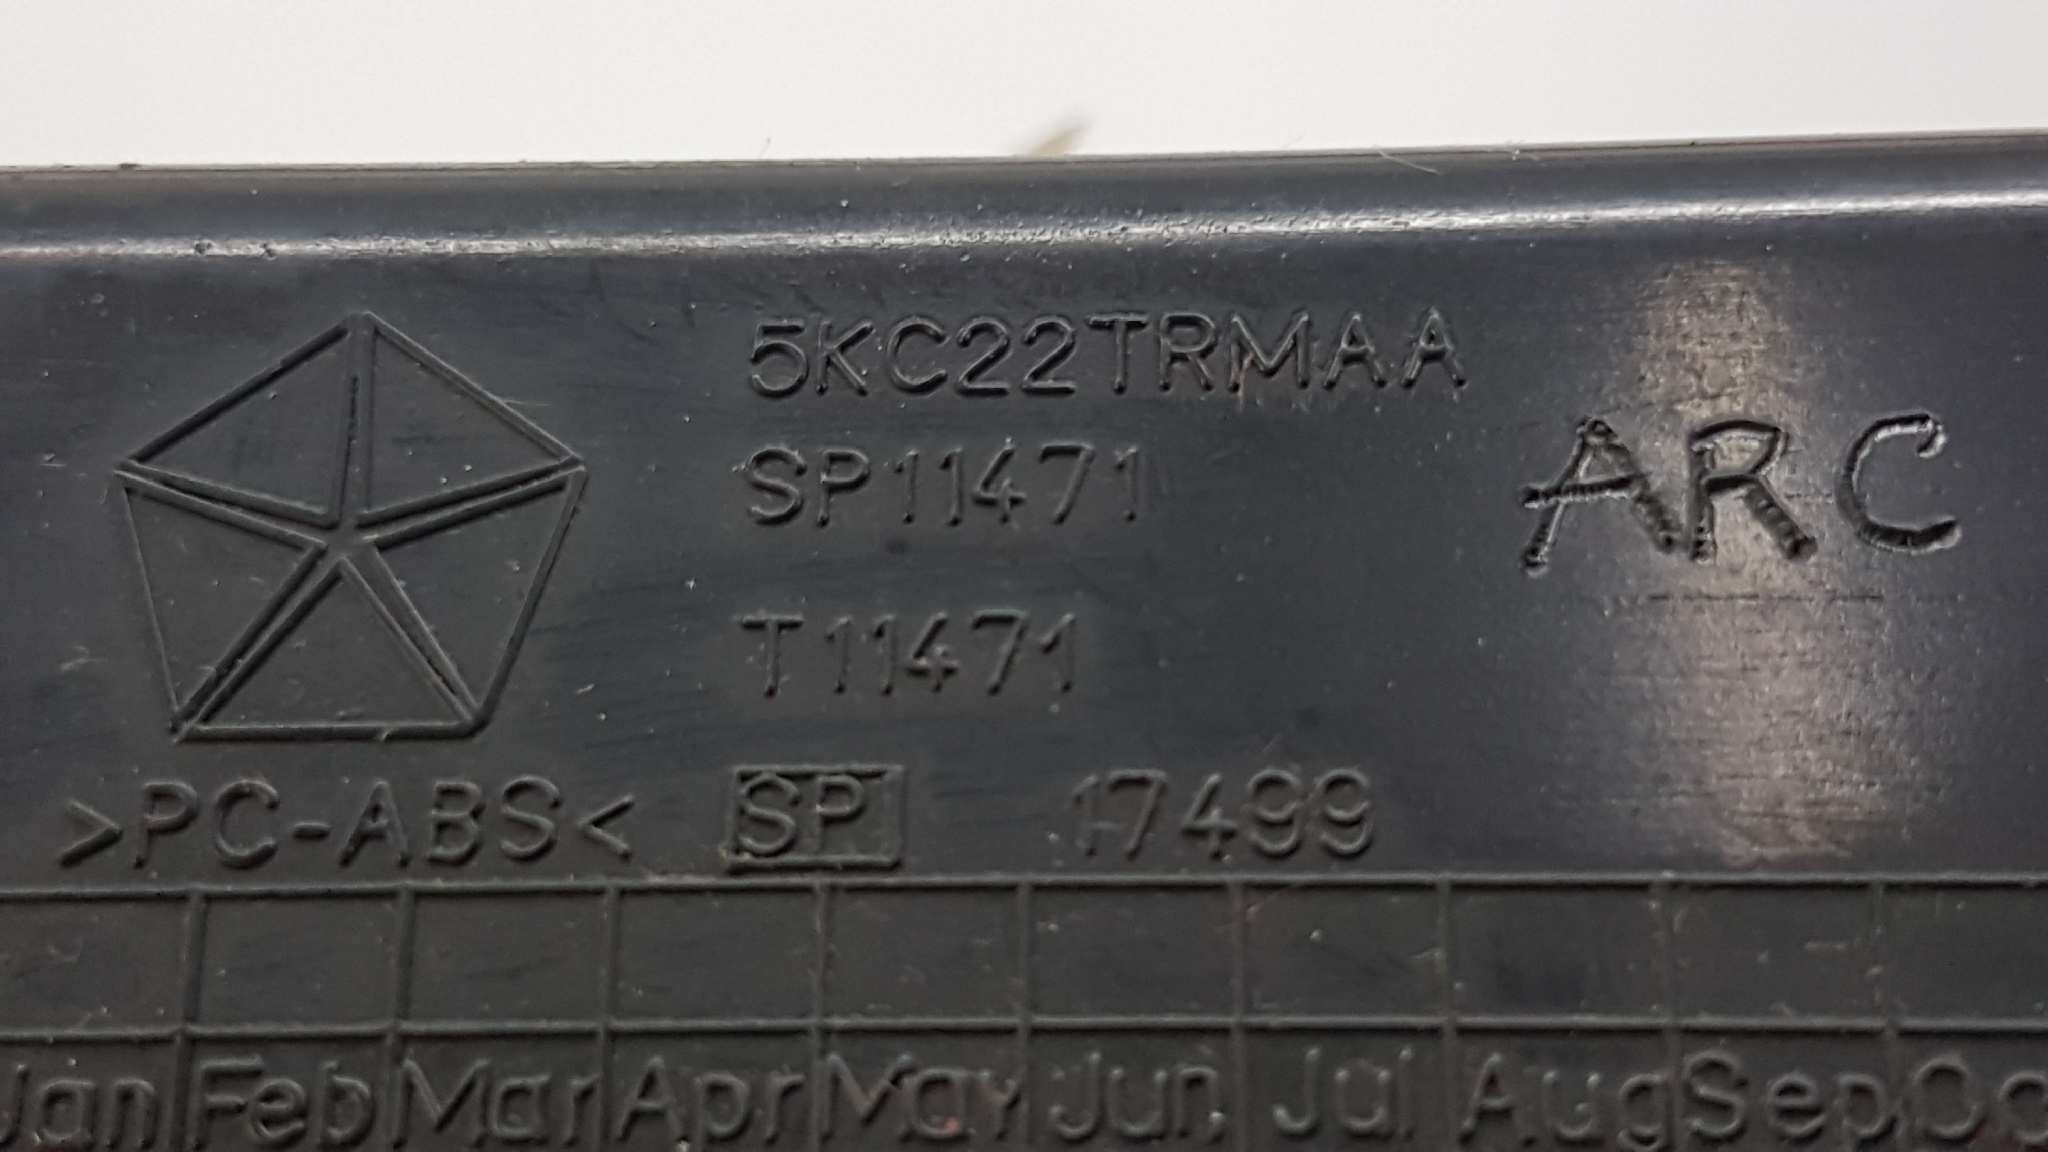 5KC22TRMAA
SP11471
ARC
T11471
>PC-ABS< SP 17499
Jan Feb Mar Apr May Jun Jul Aug Sep